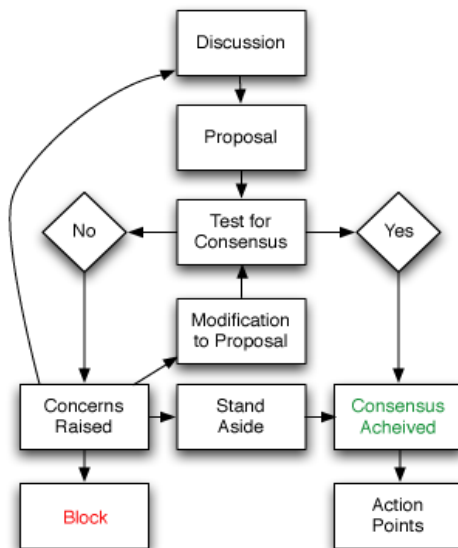 Discussion
Proposal
No
Test for
Consensus
Yes
Modification
to Proposal
Concerns
Raised
Stand
Aside
Consensus
Acheived
Block
Action
Points